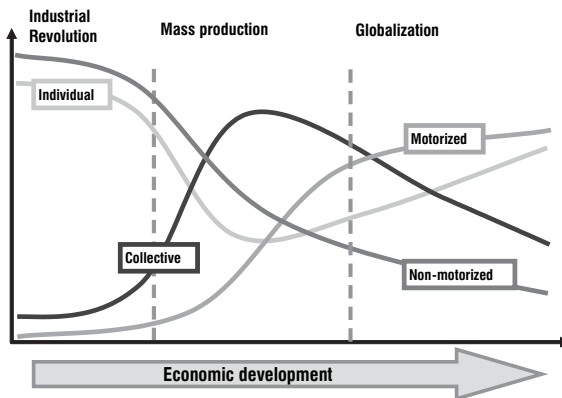 Industrial
Revolution
Mass production
Globalization
Individual
Motorized
Collective
Non-motorized
Economic development